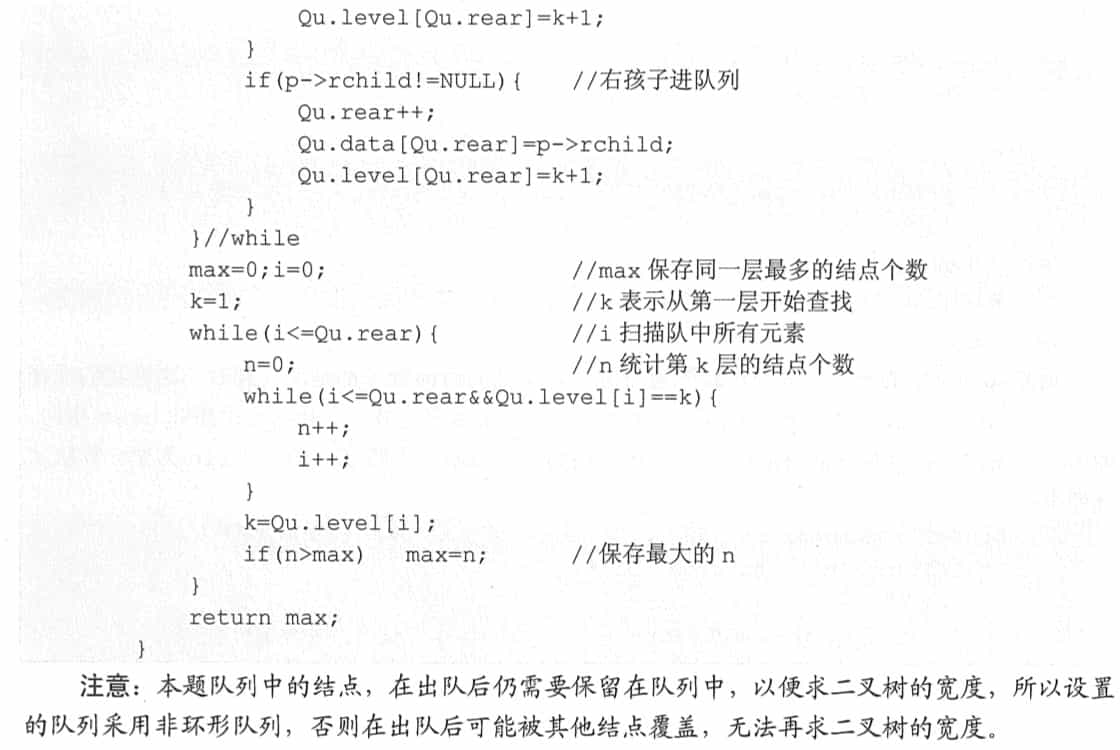 Qu.level[Qu.rear]=k+1;
}
if(p->rchild!=NULL){ //右孩子进队列
Qu.rear++;
Qu.data[Qu.rear]=p->rchild;
Qu.level[Qu.rear]=k+1;
}
}//while
max=0;i=0; //max 保存同一层最多的结点个数
k=1; //k 表示从第一层开始查找
while(i<=Qu.rear){ //i 扫描队中所有元素
n=0; //n 统计第 k 层的结点个数
while(i<=Qu.rear&&Qu.level[i]==k){
n++;
i++;
}
k=Qu.level[i];
if(n>max) max=n; //保存最大的 n
}
return max;
}
注意：本题队列中的结点，在出队后仍需要保留在队列中，以便求二叉树的宽度，所以设置
的队列采用非环形队列，否则在出队后可能被其他结点覆盖，无法再求二叉树的宽度。